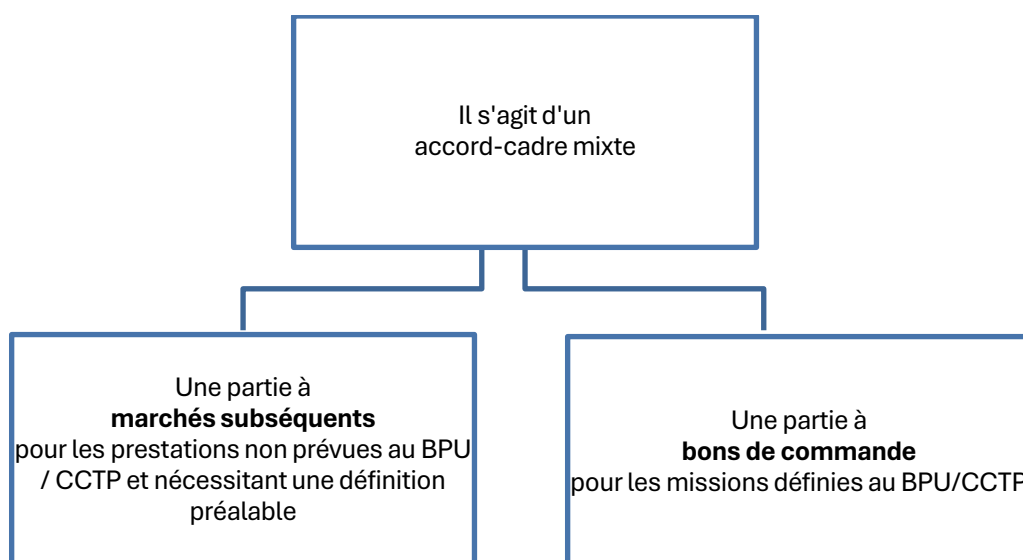 Il s'agit d'un
accord-cadre mixte
Une partie à
marchés subséquents
pour les prestations non prévues au BPU
/ CCTP et nécessitant une définition
préalable
Une partie à
bons de commande
pour les missions définies au BPU/CCTP